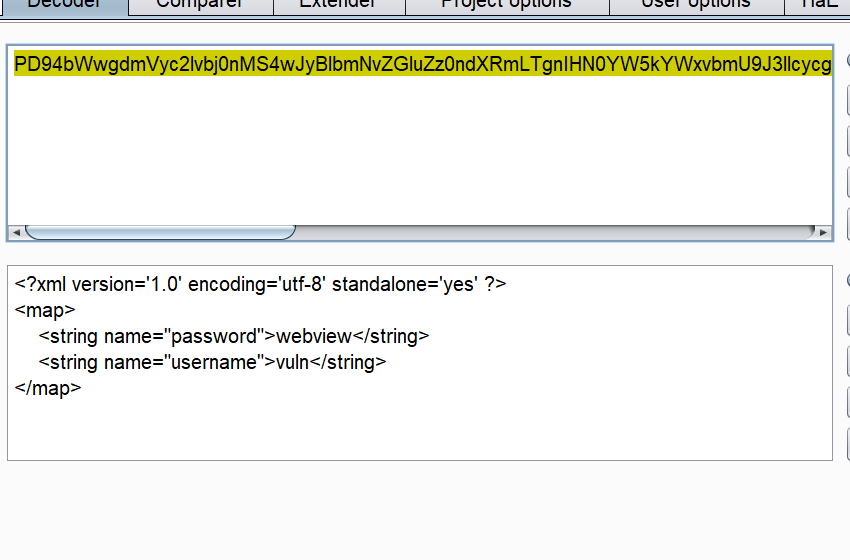 Decoder Comparer Extender Project options User options HaE
PD94bWwgdmVyc2lvbj0nMS4wJyBlbmNvZGluZz0ndXRmLTgnIHN0YW5kYWxvbmU9J3llcycg
<?xml version='1.0' encoding='utf-8' standalone='yes' ?>
<map>
<string name="password">webview</string>
<string name="username">vuln</string>
</map>